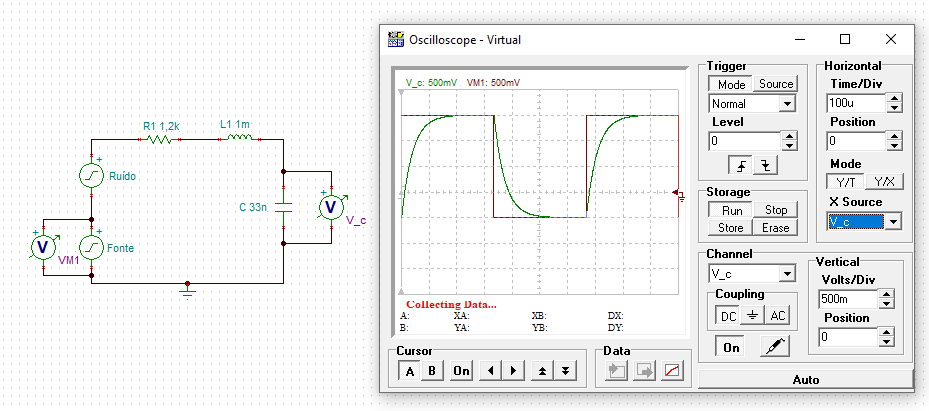 R1 1,2k
L1 1m
Ruído
C 33n
V
V_c
V
VM1
Fonte
Oscilloscope - Virtual
V_c: 500mV VM1: 500mV
Collecting Data...
A: XA: XB: DX:
B: YA: YB: DY:
Cursor
A B On
Data
Trigger
Mode Source
Normal
Level
0
Storage
Run Stop
Store Erase
Horizontal
Time/Div
100u
Position
0
Mode
Y/T Y/X
X Source
V_c
Channel
V_c
Coupling
DC AC
On
Vertical
Volts/Div
500m
Position
0
Auto